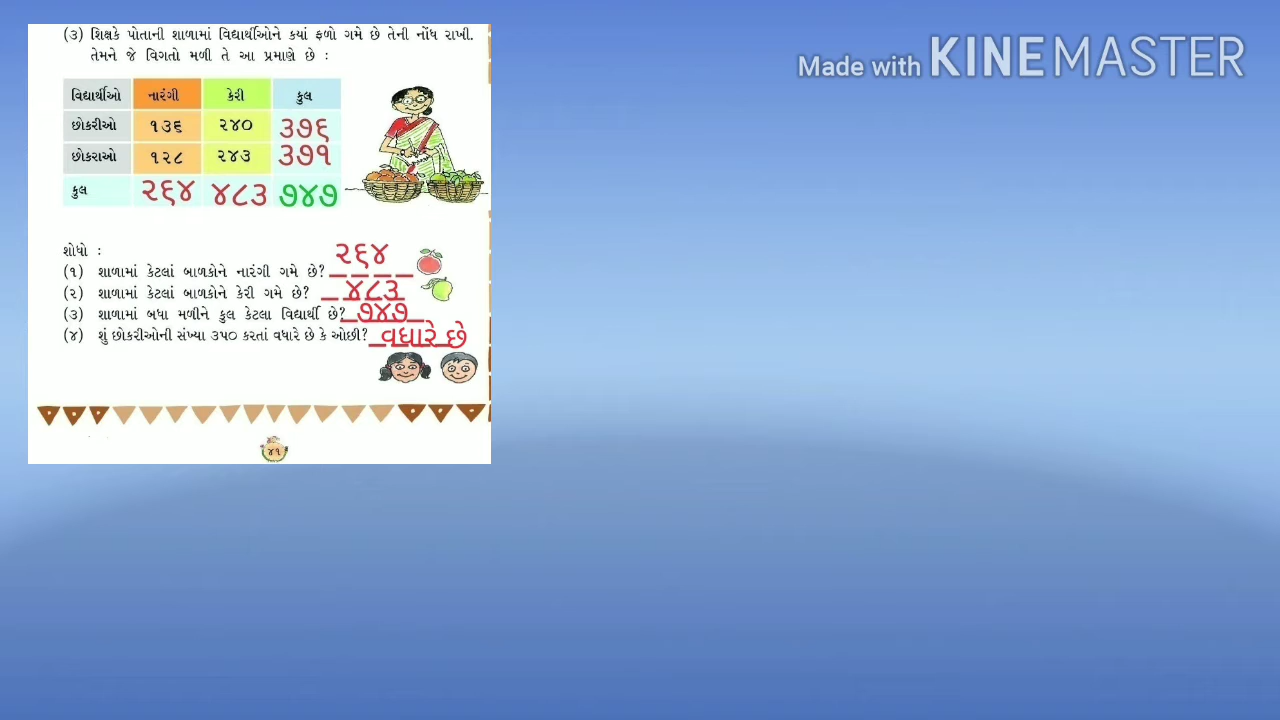 (૩) શિક્ષકે પોતાની શાળામાં વિદ્યાર્થીઓને કયાં ફળો ગમે છે તેની નોંધ રાખી.
તેમને જે વિગતો મળી તે આ પ્રમાણે છે :
Made with KINEMASTER
વિદ્યાર્થીઓ નારંગી કેરી કુલ
છોકરીઓ ૧૩૬ ૨૪૦ ૩૭૬
છોકરાઓ ૧૨૮ ૨૪૩ ૩૭૧
કુલ ૨૬૪ ૪૮૩ ૭૪૭
શોધો :
(૧) શાળામાં કેટલાં બાળકોને નારંગી ગમે છે? ૨૬૪
(૨) શાળામાં કેટલાં બાળકોને કેરી ગમે છે? ૪૮૩
(૩) શાળામાં બધા મળીને કુલ કેટલા વિદ્યાર્થી છે? ૭૪૭
(૪) શું છોકરીઓની સંખ્યા ૩૫૦ કરતાં વધારે છે કે ઓછી? વધારે છે
૪૧